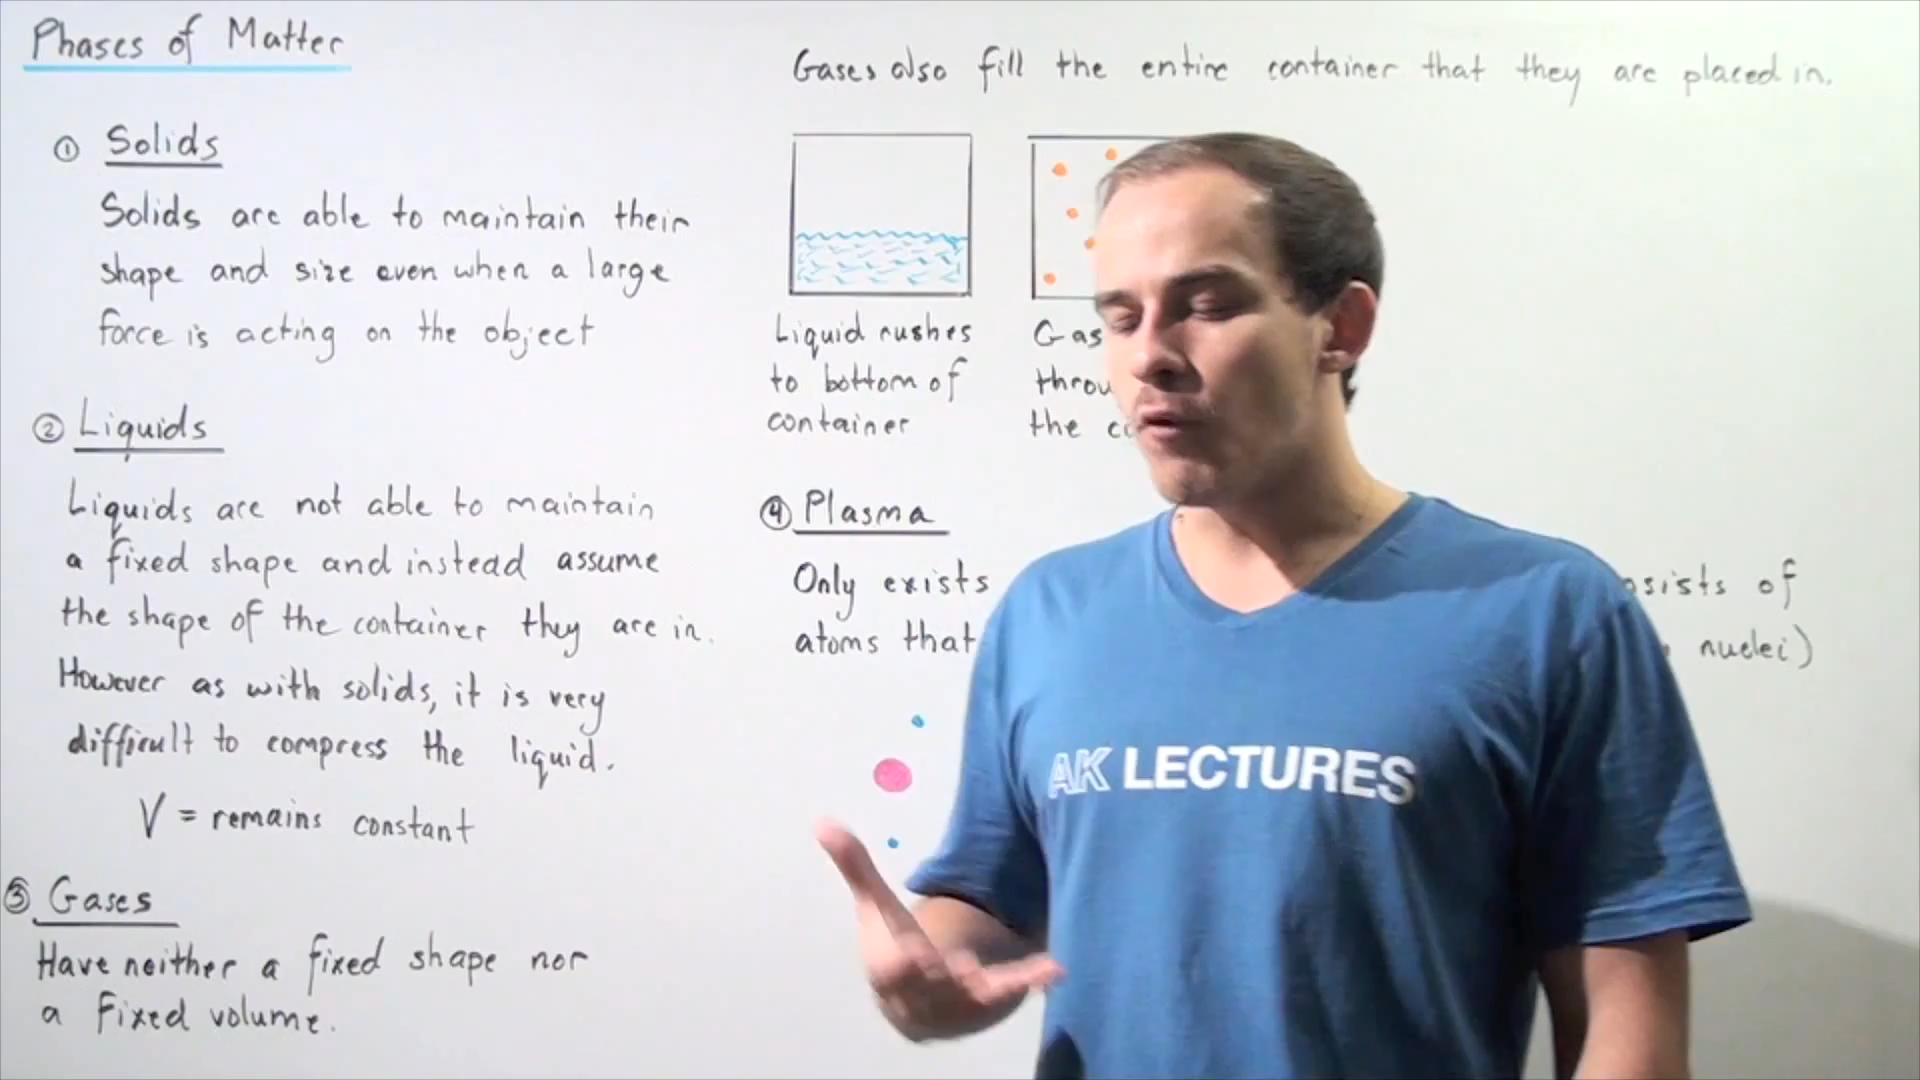 Phases of Matter
① Solids
Solids are able to maintain their
shape and size even when a large
force is acting on the object
② Liquids
Liquids are not able to maintain
a fixed shape and instead assume
the shape of the container they are in.
However as with solids, it is very
difficult to compress the liquid.
V = remains constant
③ Gases
Have neither a fixed shape nor
a fixed volume.
Gases also fill the entire container that they are placed in.
Liquid rushes
to bottom of
container
Gas
the
④ Plasma
Only exists of
atoms that nuclei)
AK LECTURES